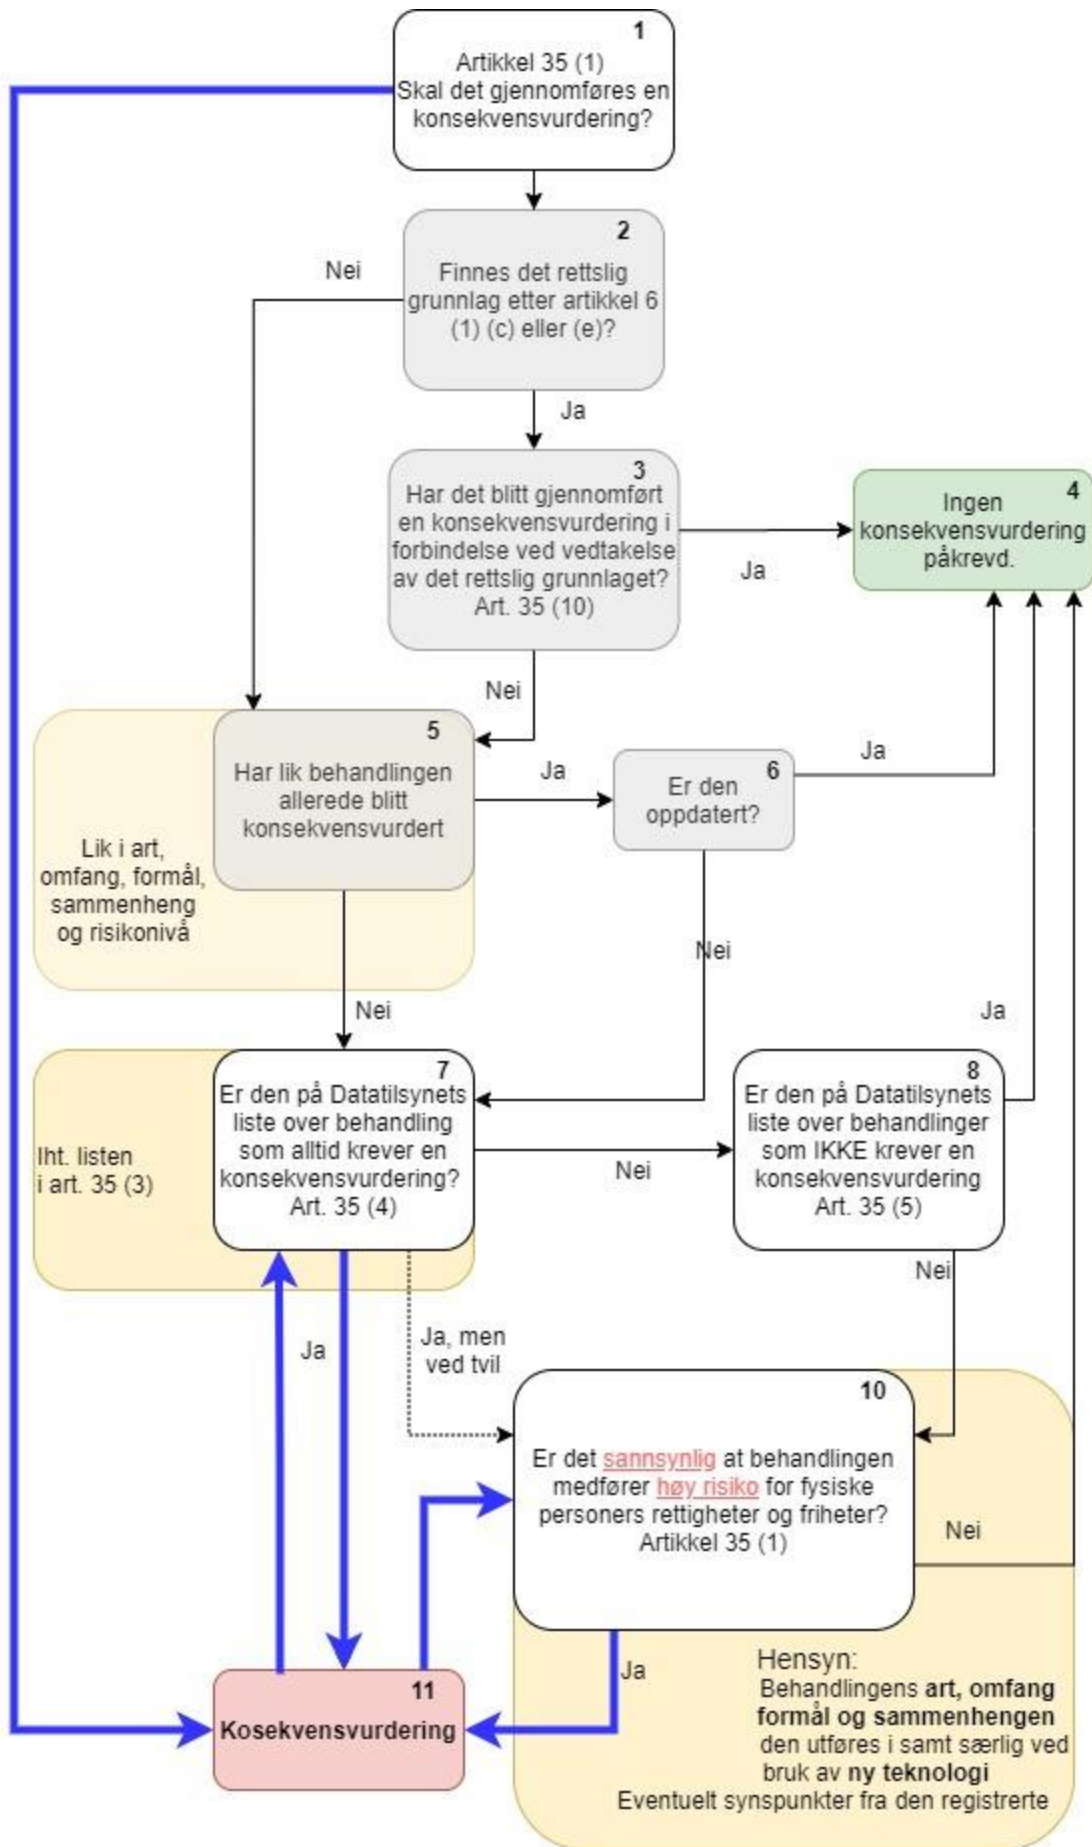 1
Artikkel 35 (1)
Skal det gjennomføres en
konsekvensvurdering?
2
Finnes det rettslig
grunnlag etter artikkel 6
(1) (c) eller (e)?
Nei
Ja
3
Har det blitt gjennomført
en konsekvensvurdering i
forbindelse ved vedtakelse
av det rettslig grunnlaget?
Art. 35 (10)
Ja
4
Ingen
konsekvensvurdering
påkrevd.
Nei
5
Har lik behandlingen
allerede blitt
konsekvensvurdert
Lik i art,
omfang, formål,
sammenheng
og risikonivå
Ja
6
Er den
oppdatert?
Ja
Nei
Nei
7
Er den på Datatilsynets
liste over behandling
som alltid krever en
konsekvensvurdering?
Art. 35 (4)
Iht. listen
i art. 35 (3)
Nei
8
Er den på Datatilsynets
liste over behandlinger
som IKKE krever en
konsekvensvurdering
Art. 35 (5)
Ja
Nei
Ja
Ja, men
ved tvil
10
Er det sannsynlig at behandlingen
medfører høy risiko for fysiske
personers rettigheter og friheter?
Artikkel 35 (1)
Nei
Ja
11
Kosekvensvurdering
Hensyn:
Behandlingens art, omfang
formål og sammenhengen
den utføres i samt særlig ved
bruk av ny teknologi
Eventuelt synspunkter fra den registrerte